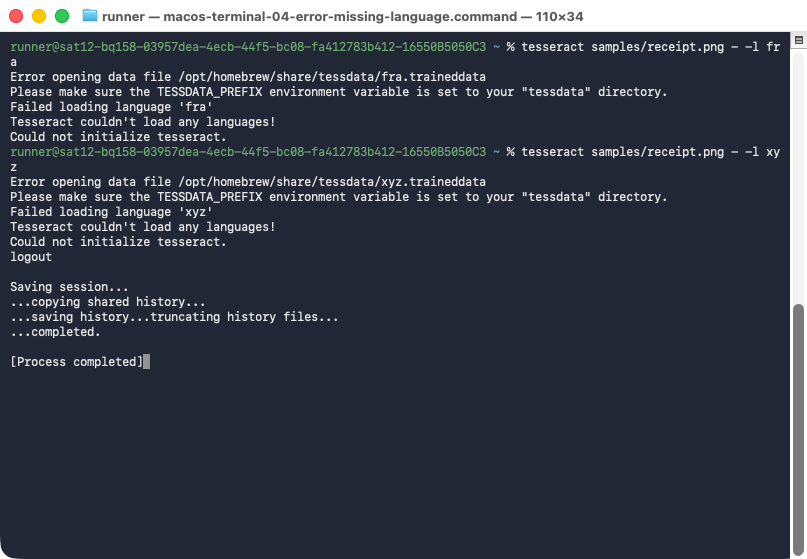 runner — macos-terminal-04-error-missing-language.command — 110×34
runner@sat12-bq158-03957dea-4ecb-44f5-bc08-fa412783b412-16550B5050C3 ~ % tesseract samples/receipt.png - -l fr
a
Error opening data file /opt/homebrew/share/tessdata/fra.traineddata
Please make sure the TESSDATA_PREFIX environment variable is set to your "tessdata" directory.
Failed loading language 'fra'
Tesseract couldn't load any languages!
Could not initialize tesseract.
runner@sat12-bq158-03957dea-4ecb-44f5-bc08-fa412783b412-16550B5050C3 ~ % tesseract samples/receipt.png - -l xy
z
Error opening data file /opt/homebrew/share/tessdata/xyz.traineddata
Please make sure the TESSDATA_PREFIX environment variable is set to your "tessdata" directory.
Failed loading language 'xyz'
Tesseract couldn't load any languages!
Could not initialize tesseract.
logout
Saving session...
...copying shared history...
...saving history...truncating history files...
...completed.
[Process completed]